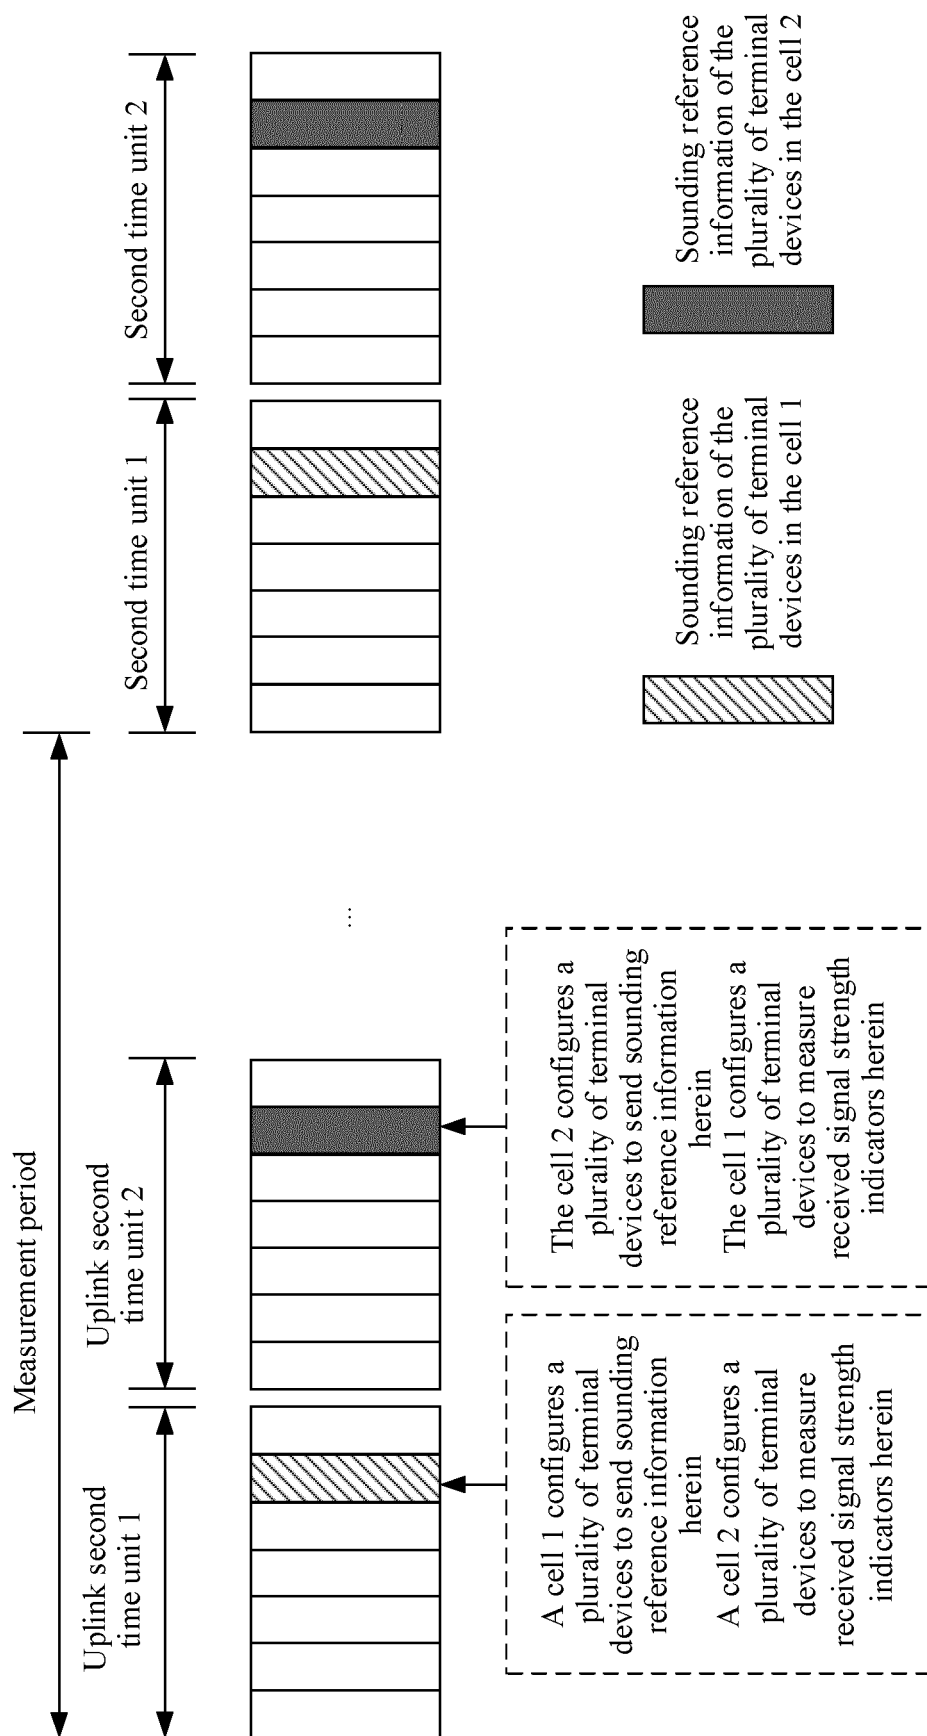 Measurement period
Uplink second
time unit 1
Uplink second
time unit 2
Second time unit 1
Second time unit 2
...
A cell 1 configures a
plurality of terminal
devices to send sounding
reference information
herein
A cell 2 configures a
plurality of terminal
devices to measure
received signal strength
indicators herein
The cell 2 configures a
plurality of terminal
devices to send sounding
reference information
herein
The cell 1 configures a
plurality of terminal
devices to measure
received signal strength
indicators herein
Sounding reference
information of the
plurality of terminal
devices in the cell 1
Sounding reference
information of the
plurality of terminal
devices in the cell 2